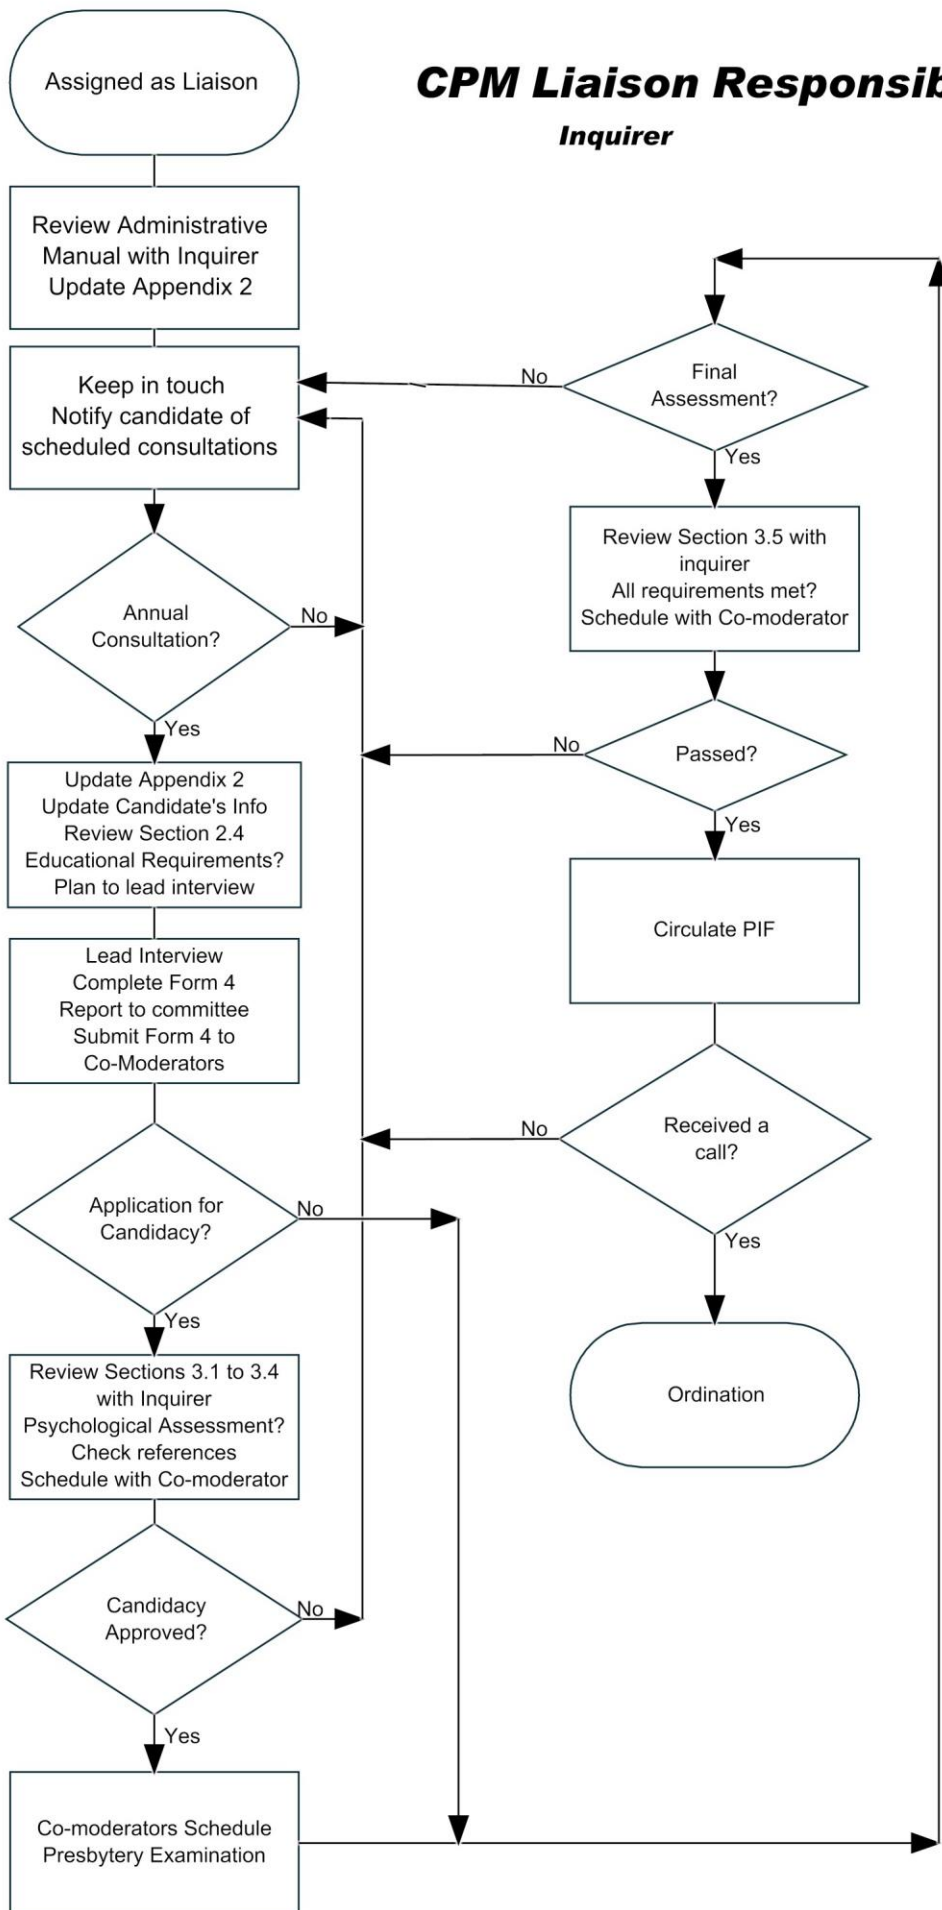 Assigned as Liaison
CPM Liaison Responsib
Inquirer
Review Administrative
Manual with Inquirer
Update Appendix 2
Keep in touch
Notify candidate of
scheduled consultations
Annual
Consultation?
No
Yes
Update Appendix 2
Update Candidate's Info
Review Section 2.4
Educational Requirements?
Plan to lead interview
Lead Interview
Complete Form 4
Report to committee
Submit Form 4 to
Co-Moderators
Application for
Candidacy?
No
Yes
Review Sections 3.1 to 3.4
with Inquirer
Psychological Assessment?
Check references
Schedule with Co-moderator
Candidacy
Approved?
No
Yes
Co-moderators Schedule
Presbytery Examination
Final
Assessment?
No
Yes
Review Section 3.5 with
inquirer
All requirements met?
Schedule with Co-moderator
Passed?
No
Yes
Circulate PIF
Received a
call?
No
Yes
Ordination